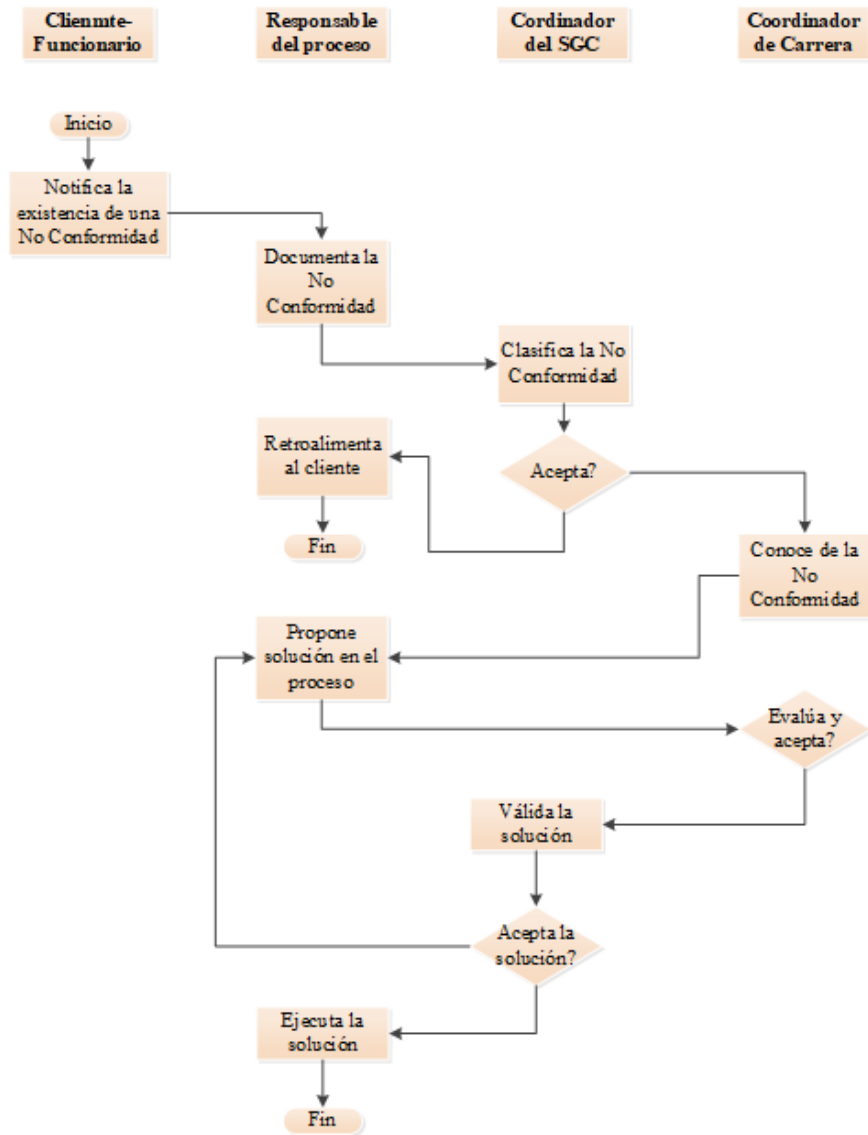 Clienmte-
Funcionario
Responsable
del proceso
Cordinador
del SGC
Coordinador
de Carrera
Inicio
Notifica la
existencia de una
No Conformidad
Documenta la
No
Conformidad
Clasifica la No
Conformidad
Retroalimenta
al cliente
Acepta?
Fin
Conoce de la
No
Conformidad
Propone
solución en el
proceso
Evalúa y
acepta?
Válida la
solución
Acepta la
solución?
Ejecuta la
solución
Fin